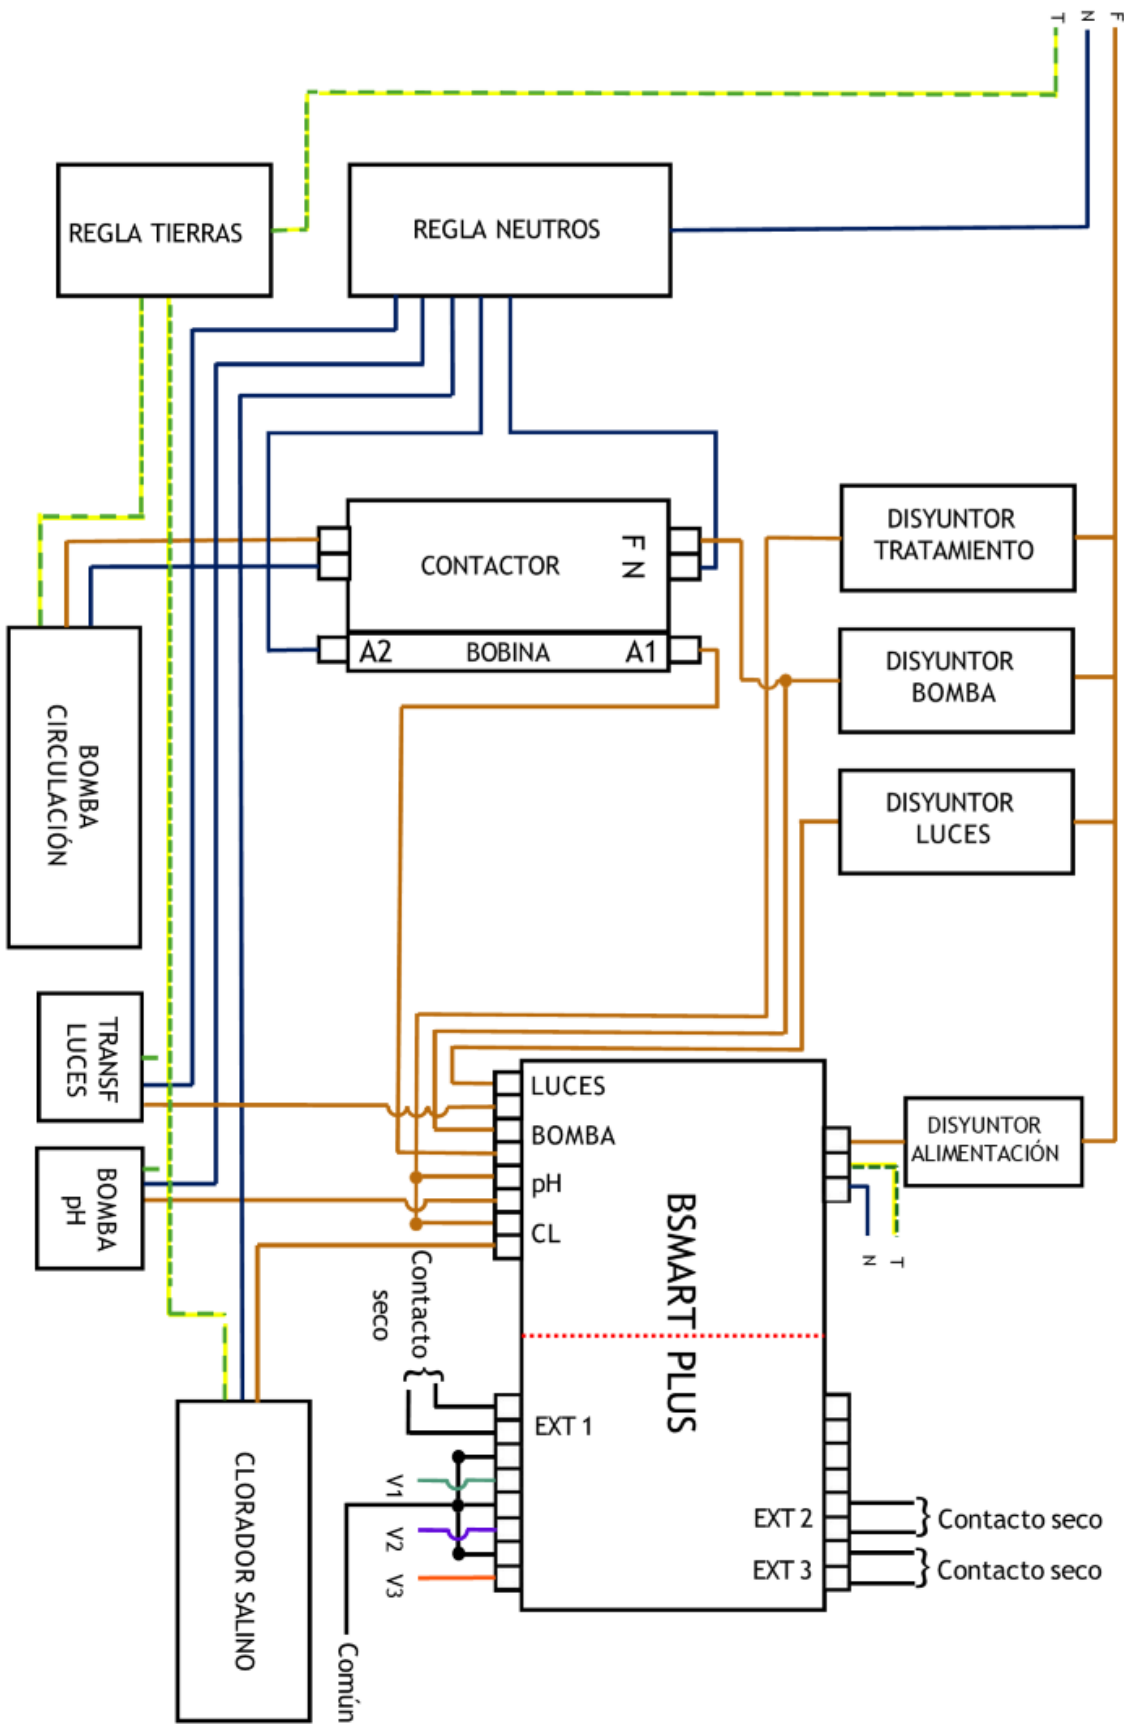 T
N
F
REGLA TIERRAS
REGLA NEUTROS
DISYUNTOR
TRATAMIENTO
CONTACTOR
F
N
A2
BOBINA
A1
DISYUNTOR
BOMBA
BOMBA
CIRCULACIÓN
DISYUNTOR
LUCES
TRANSF
LUCES
LUCES
BOMBA
pH
CL
DISYUNTOR
ALIMENTACIÓN
BOMBA
pH
N
T
BSMART PLUS
Contacto
seco
EXT 1
V1
V2
V3
Común
EXT 2
Contacto seco
EXT 3
Contacto seco
CLORADOR SALINO